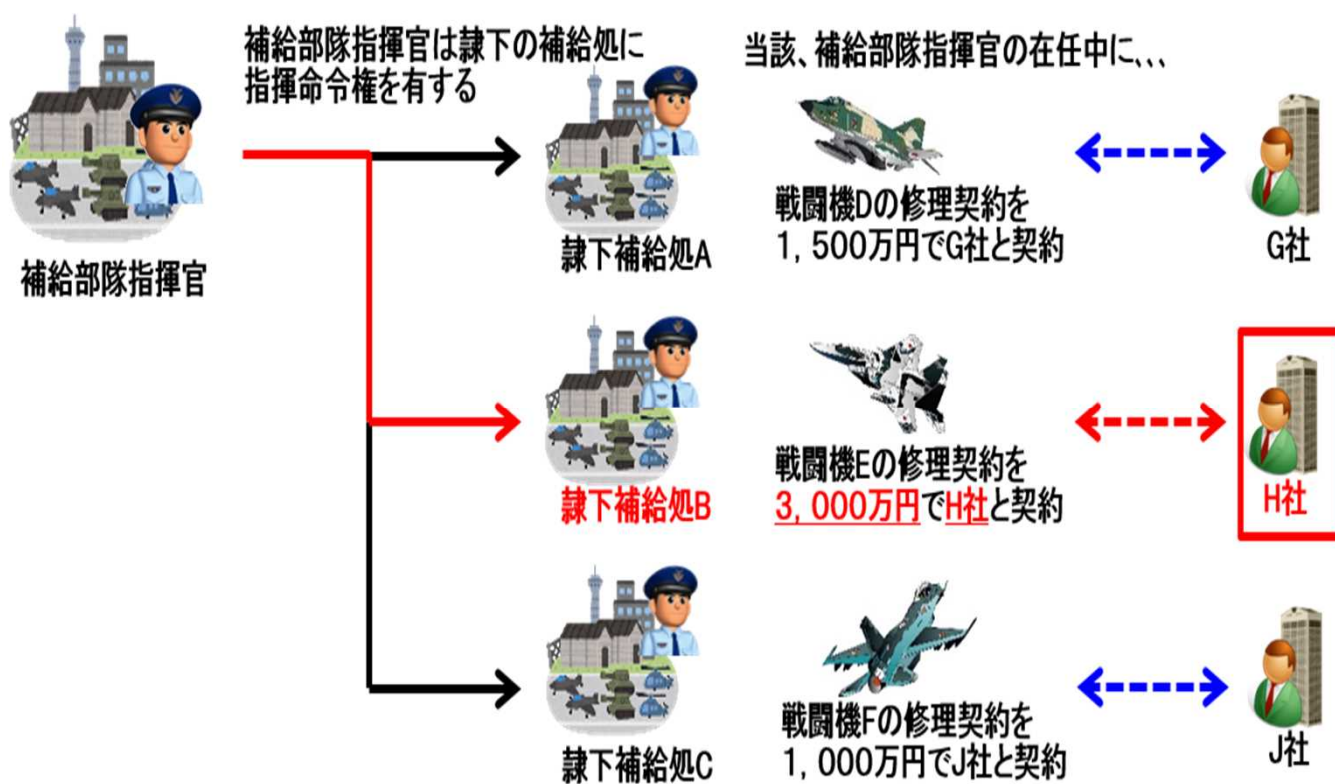 補給部隊指揮官は隷下の補給処に
指揮命令権を有する
当該、補給部隊指揮官の在任中に…
補給部隊指揮官
隷下補給処A
戦闘機Dの修理契約を
1,500万円でG社と契約
G社
隷下補給処B
戦闘機Eの修理契約を
3,000万円でH社と契約
H社
隷下補給処C
戦闘機Fの修理契約を
1,000万円でJ社と契約
J社